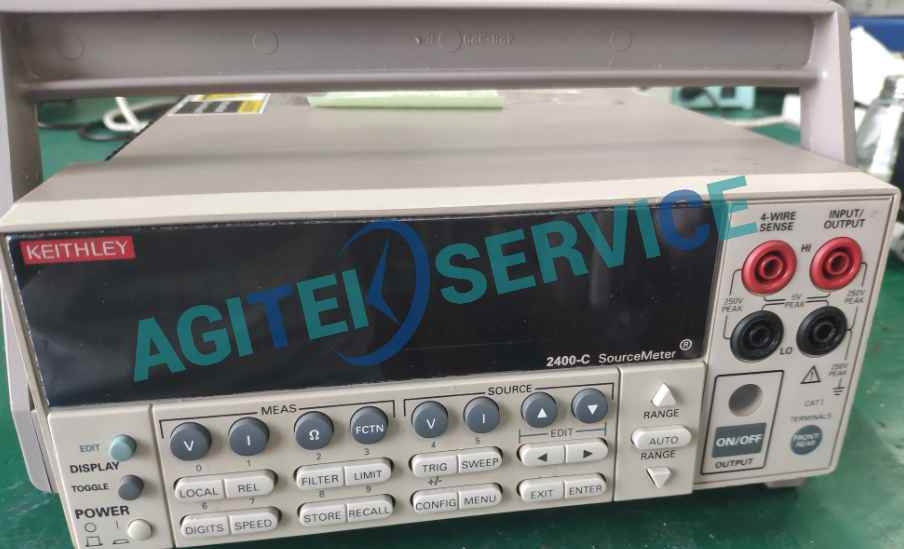 KEITHLEY
AGITEK SERVICE
2400-C SourceMeter ®
4-WIRE SENSE
INPUT/ OUTPUT
HI
250V PEAK
5V PEAK
250V PEAK
LO
250V PEAK
CAT I
TERMINALS
FRONT/ REAR
ON/OFF
OUTPUT
RANGE
AUTO
RANGE
MEAS
SOURCE
V I Ω FCTN V I
EDIT
0 1 2 3 4 5
EDIT
DISPLAY
TOGGLE
POWER
LOCAL REL FILTER LIMIT TRIG SWEEP
6 7 8 9 +/-
DIGITS SPEED STORE RECALL CONFIG MENU EXIT ENTER